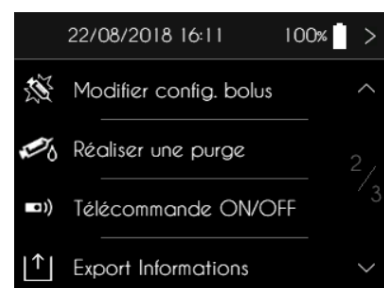 22/08/2018 16:11 100% >
Modifier config. bolus
Réaliser une purge
2/3
Télécommande ON/OFF
Export Informations